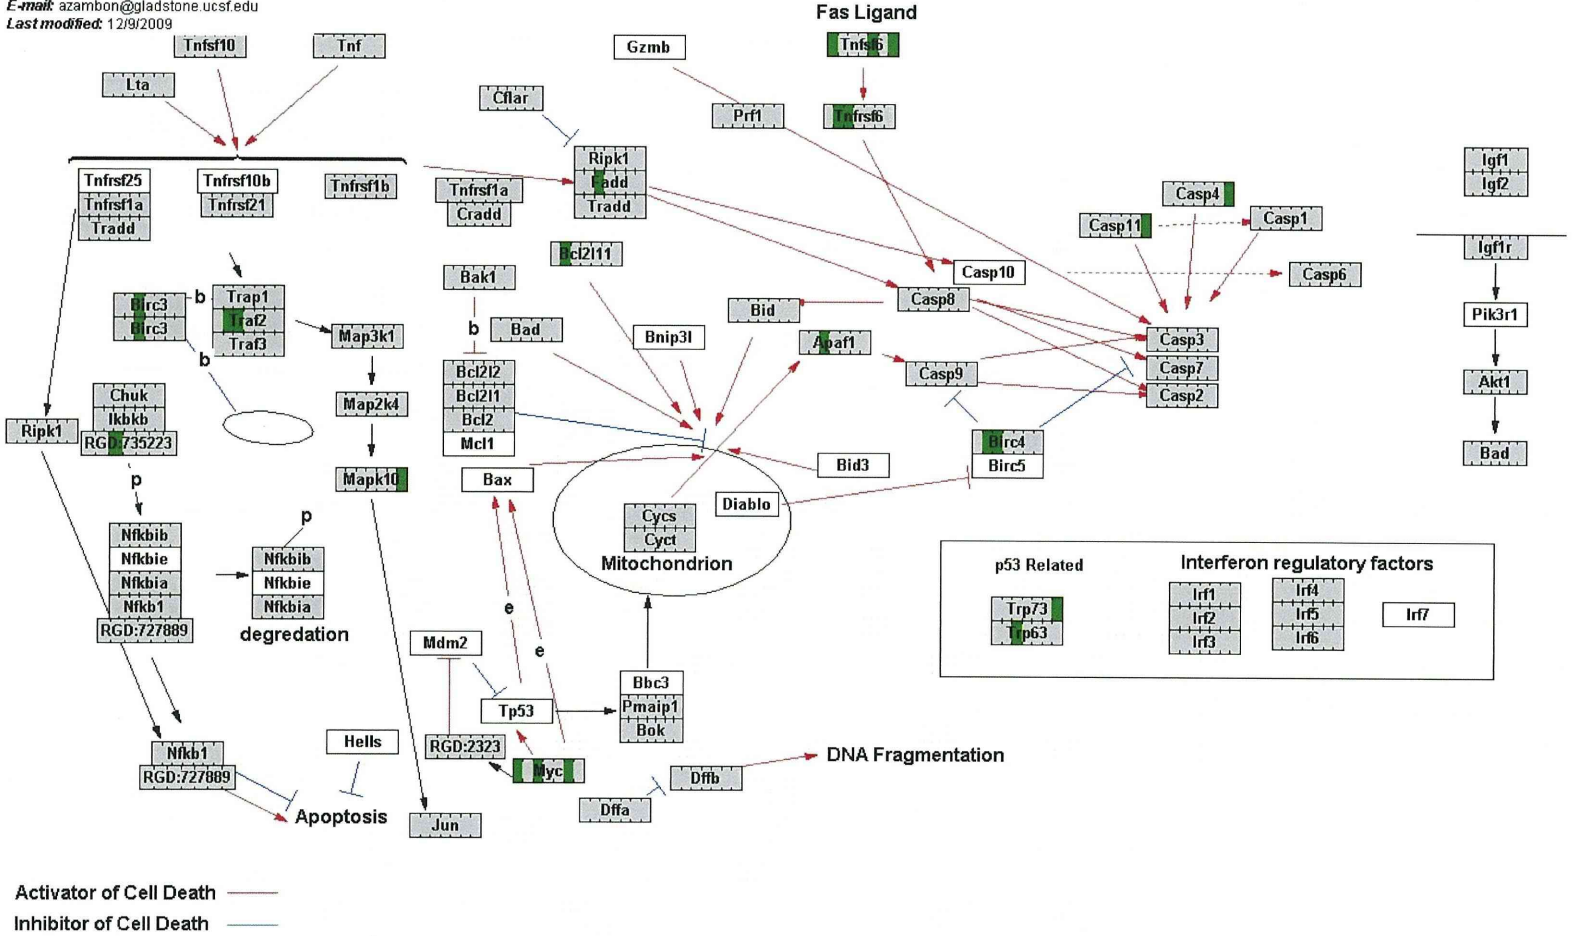 E-mail: azambon@gladstone.ucsf.edu
Last modified: 12/9/2009
Fas Ligand
Tnfsf10
Tnf
Gzmb
Tnfsf6
Lta
Cflar
Prf1
Tnfrsf6
Ripk1
Fadd
Tradd
Igf1
Igf2
Tnfrsf25
Tnfrsf1a
Tradd
Tnfrsf10b
Tnfrsf21
Tnfrsf1b
Tnfrsf1a
Cradd
Casp4
Casp11
Casp1
Bcl2l11
Igf1r
Bak1
Casp10
Casp6
Birc3
Birc3
b
b
Trap1
Traf2
Traf3
Map3k1
b
Bad
Bnip3l
Bid
Casp8
Apaf1
Casp9
Casp3
Casp7
Casp2
Pik3r1
Bcl2l2
Bcl2l1
Bcl2
Mcl1
Chuk
Ikbkb
RGD:735223
Ripk1
Map2k4
Akt1
Birc4
Birc5
Bad
p
Mapk10
Bax
Bid3
Diablo
Cycs
Cyct
Mitochondrion
p
Nfkbib
Nfkbie
Nfkbia
Nfkb1
RGD:727889
Nfkbib
Nfkbie
Nfkbia
degredation
p53 Related
Interferon regulatory factors
Trp73
Trp63
Irf1
Irf2
Irf3
Irf4
Irf5
Irf6
Irf7
e
e
Mdm2
Tp53
Bbc3
Pmaip1
Bok
Nfkb1
RGD:727889
Hells
RGD:2323
Myc
Dffb
DNA Fragmentation
Dffa
Apoptosis
Jun
Activator of Cell Death
Inhibitor of Cell Death